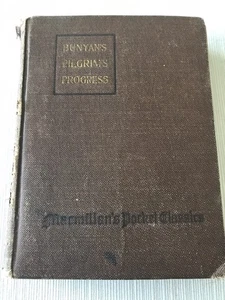 BUNYAN'S
PILGRIM'S
PROGRESS
Macmillan's Pocket Classics